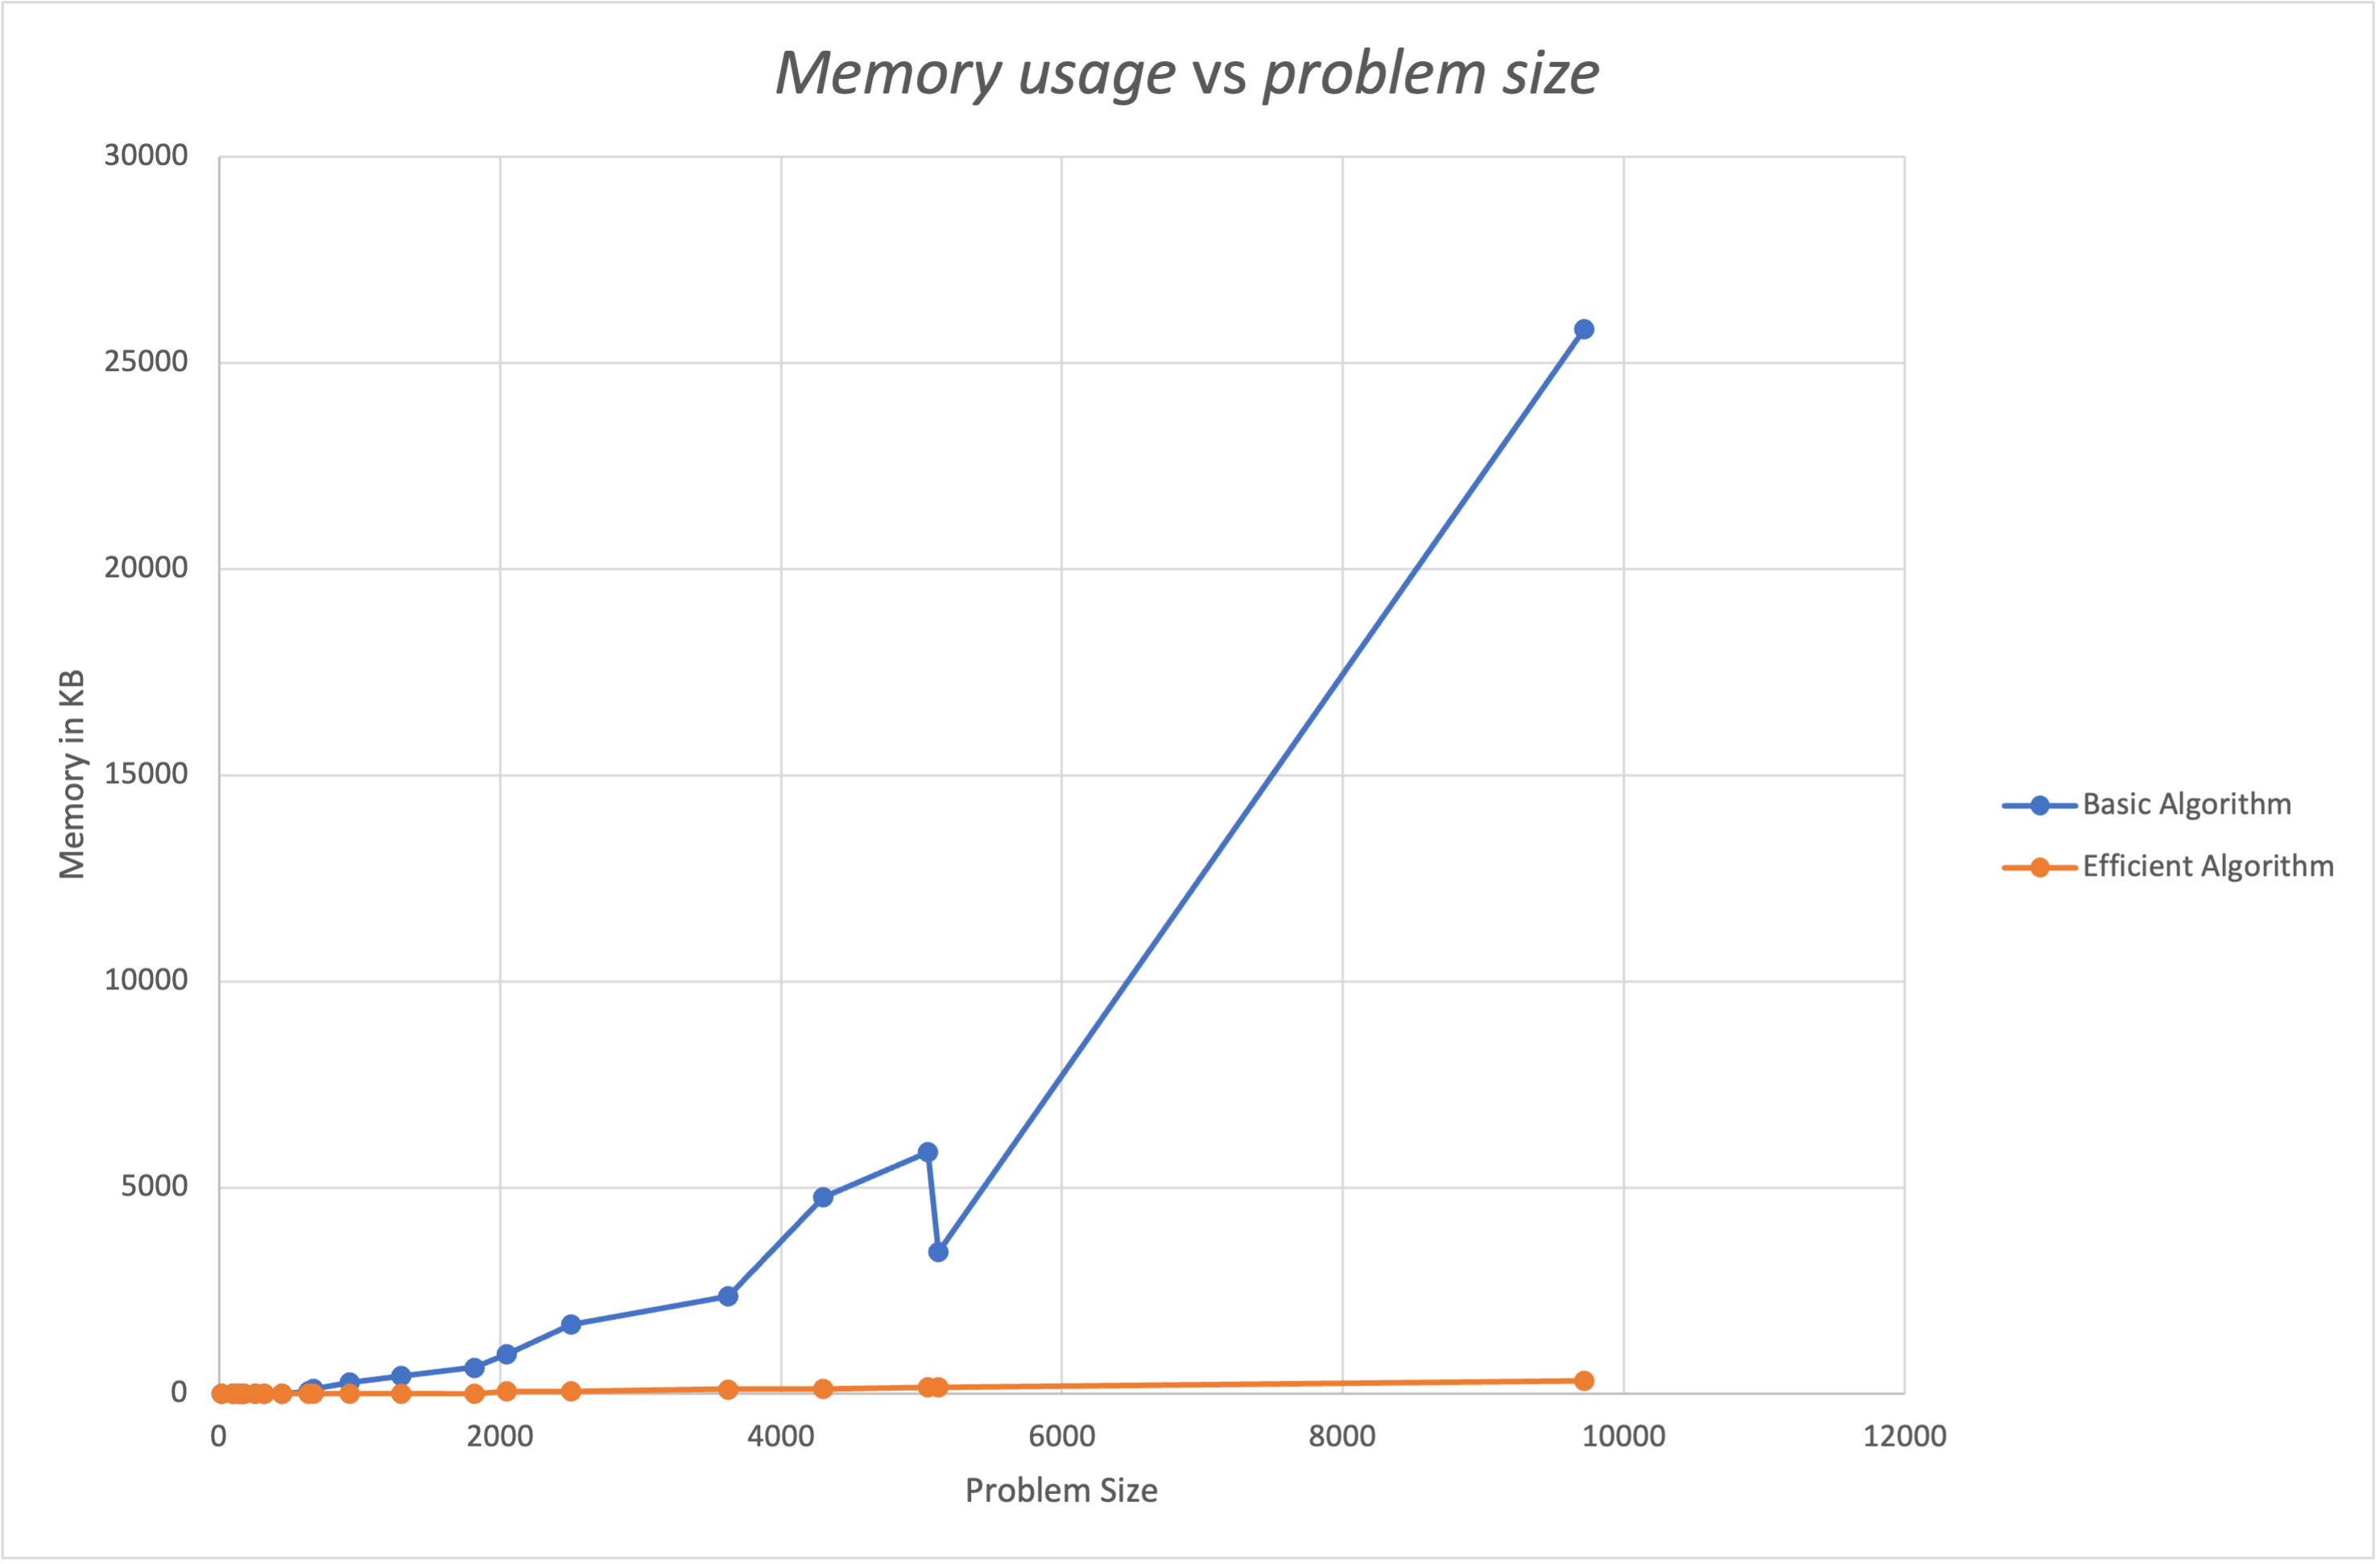 Memory usage vs problem size
30000
25000
20000
15000
10000
5000
0
Memory in KB
0 2000 4000 6000 8000 10000 12000
Problem Size
Basic Algorithm
Efficient Algorithm